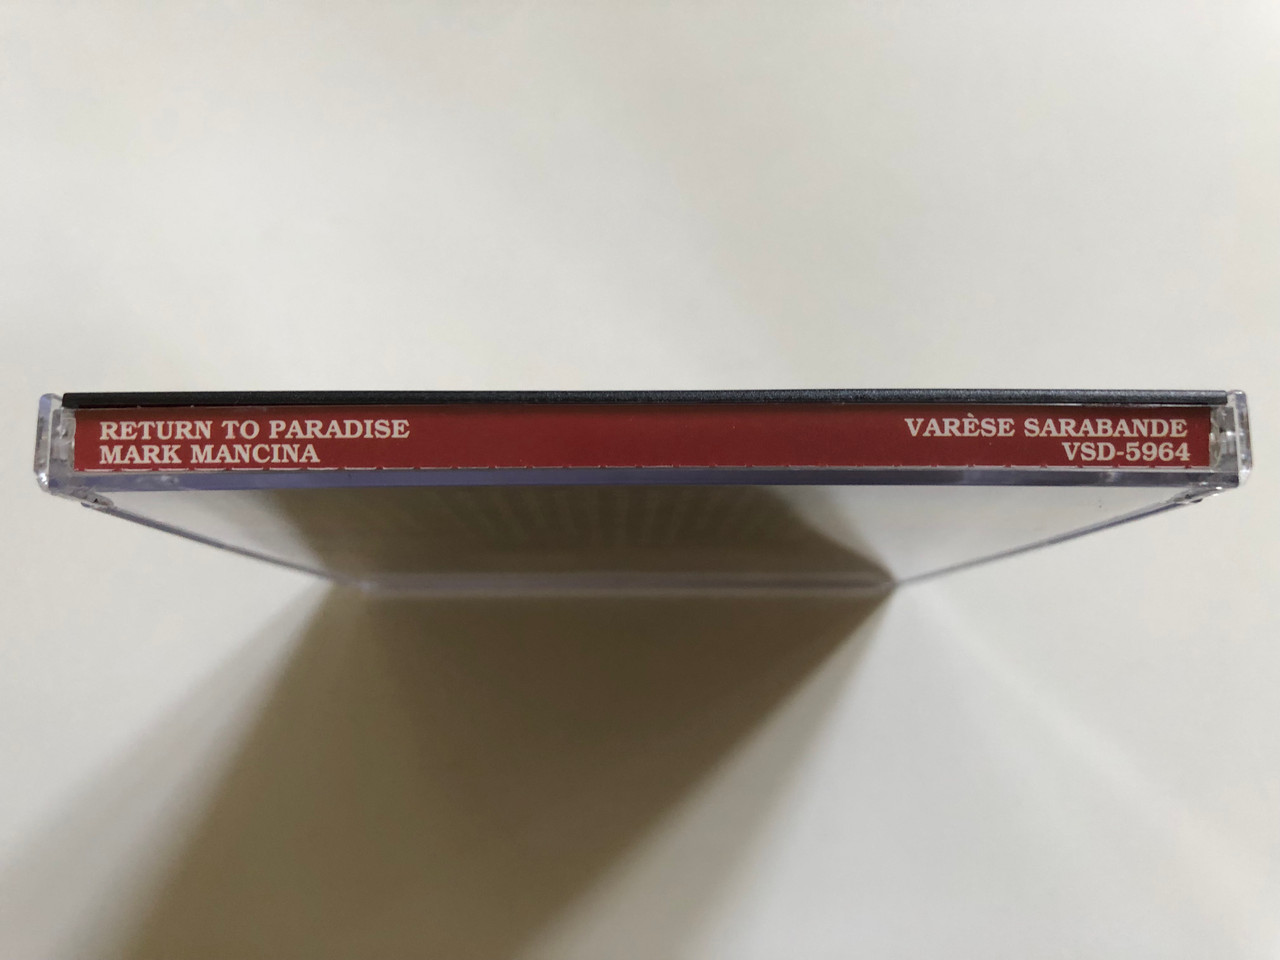 RETURN TO PARADISE
MARK MANCINA
VARÈSE SARABANDE
VSD-5964